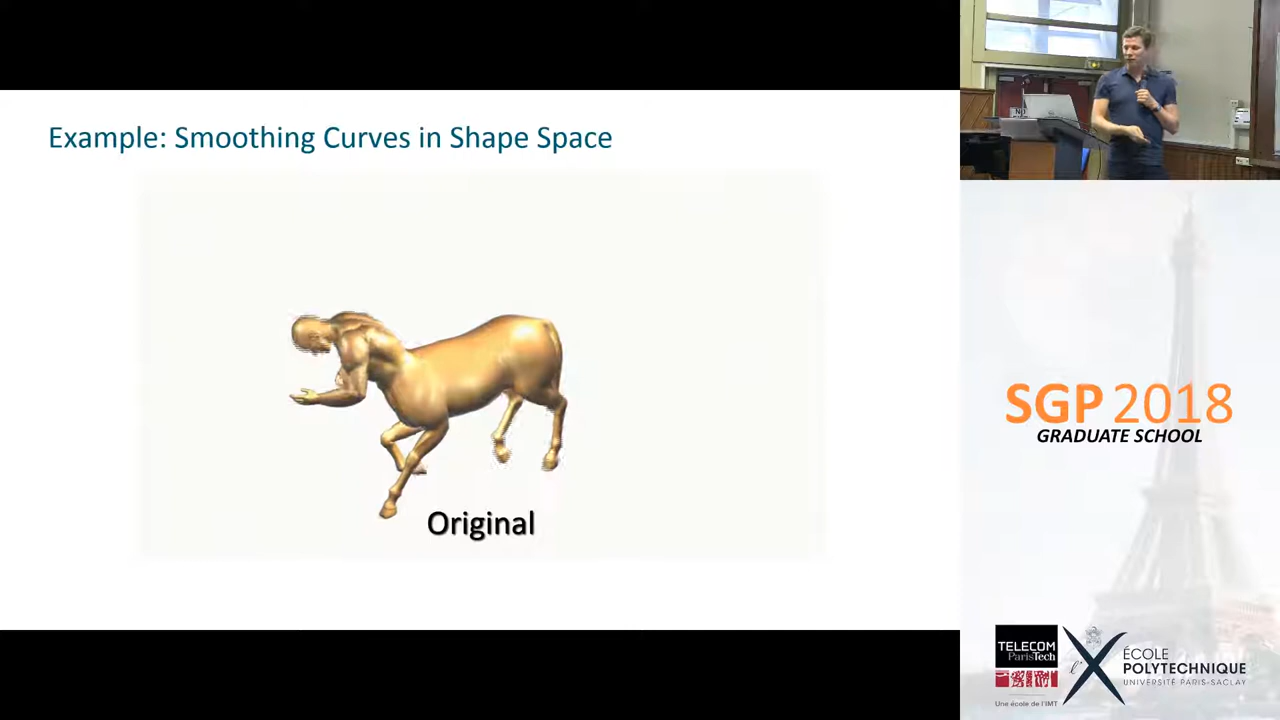 Example: Smoothing Curves in Shape Space
Original
SGP 2018
GRADUATE SCHOOL
TELECOM
ParisTech
Une école de l'IMT
ÉCOLE
POLYTECHNIQUE
UNIVERSITÉ PARIS-SACLAY